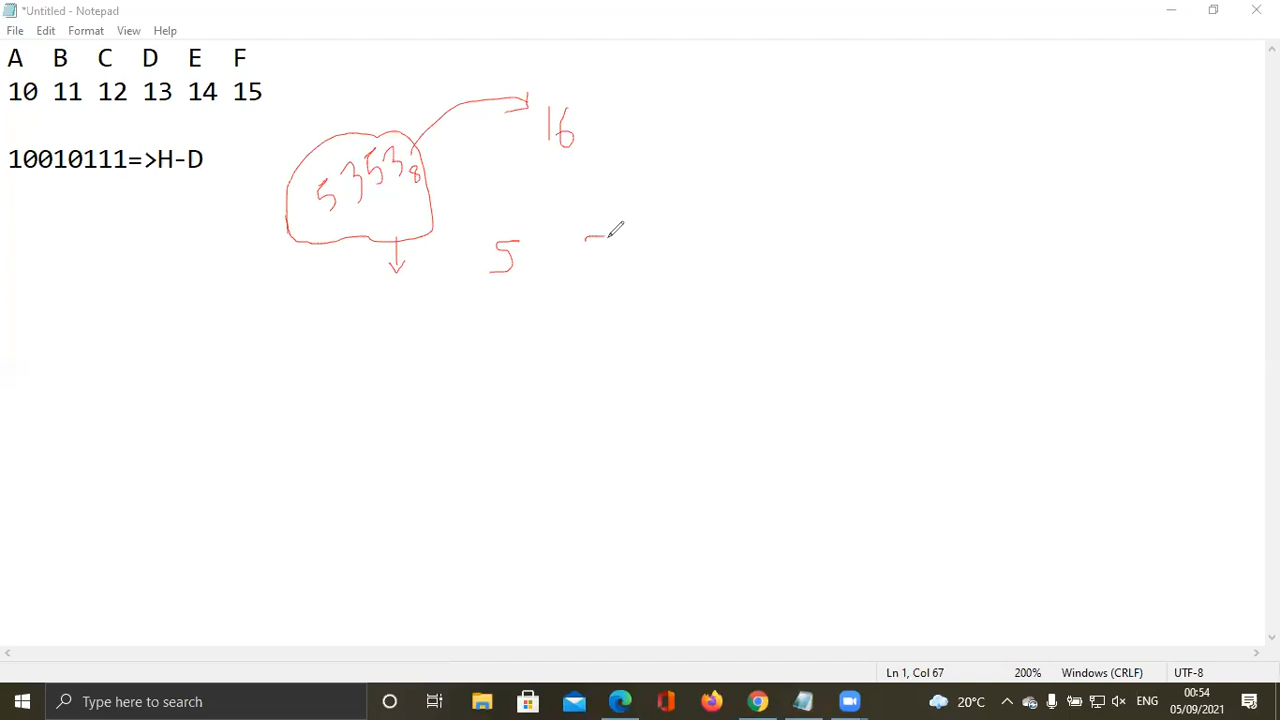 *Untitled - Notepad
File Edit Format View Help
A B C D E F
10 11 12 13 14 15
16
10010111=>H-D
53538
5
Ln 1, Col 67 200% Windows (CRLF) UTF-8
Type here to search
20°C ENG
00:54
05/09/2021